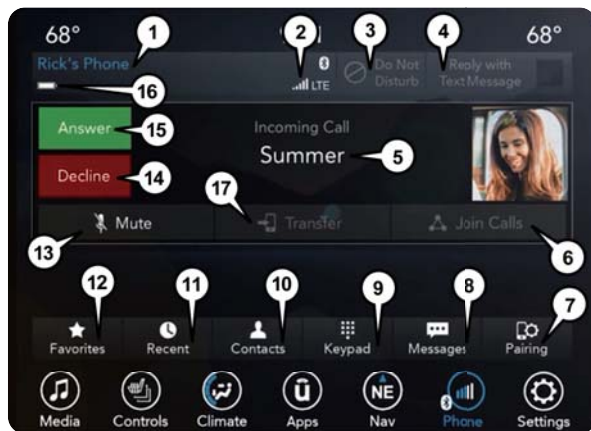 68°
68°
1
2
3
4
Rick's Phone
LTE
Do Not
Disturb
Reply with
Text Message
16
Answer
15
Incoming Call
Summer
5
Decline
14
17
Mute
Transfer
Join Calls
13
6
12
11
10
9
8
7
Favorites
Recent
Contacts
Keypad
Messages
Pairing
ū
NE
Media
Controls
Climate
Apps
Nav
Phone
Settings